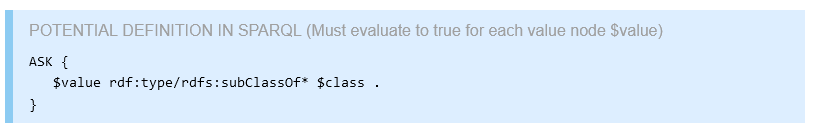 POTENTIAL DEFINITION IN SPARQL (Must evaluate to true for each value node $value)
ASK {
   $value rdf:type/rdfs:subClassOf* $class .
}